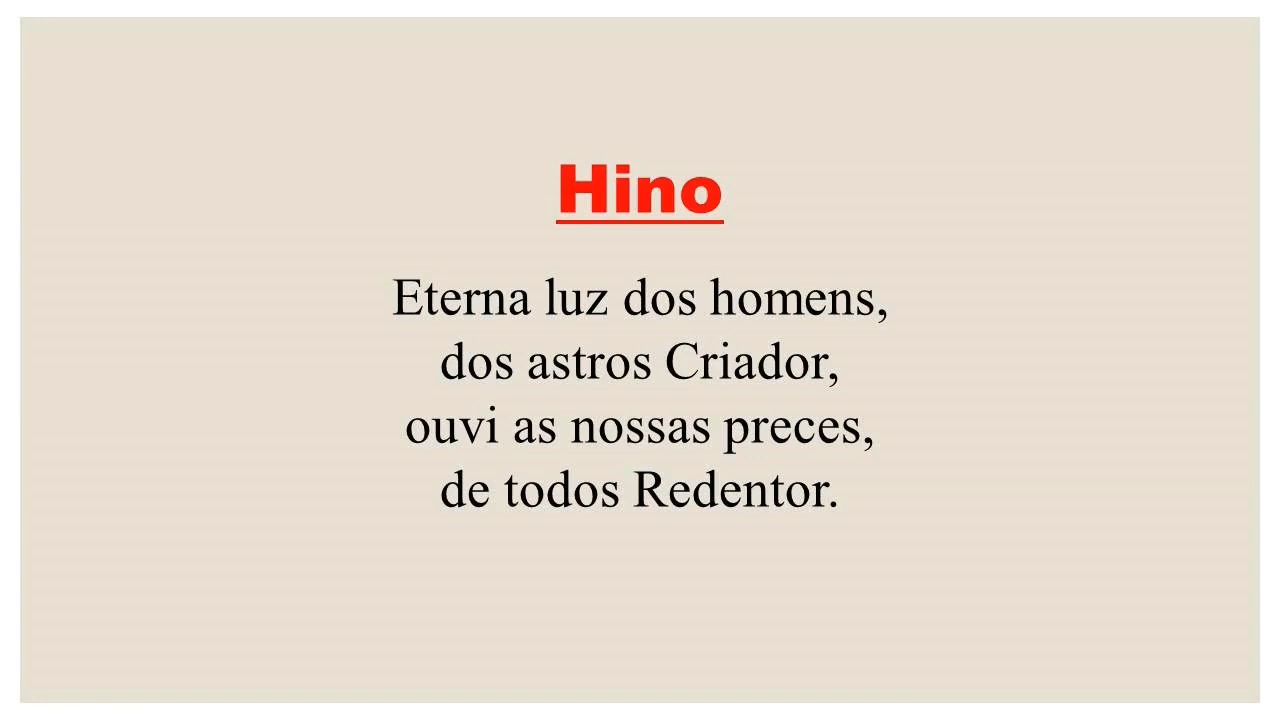 Hino
Eterna luz dos homens,
dos astros Criador,
ouvi as nossas preces,
de todos Redentor.